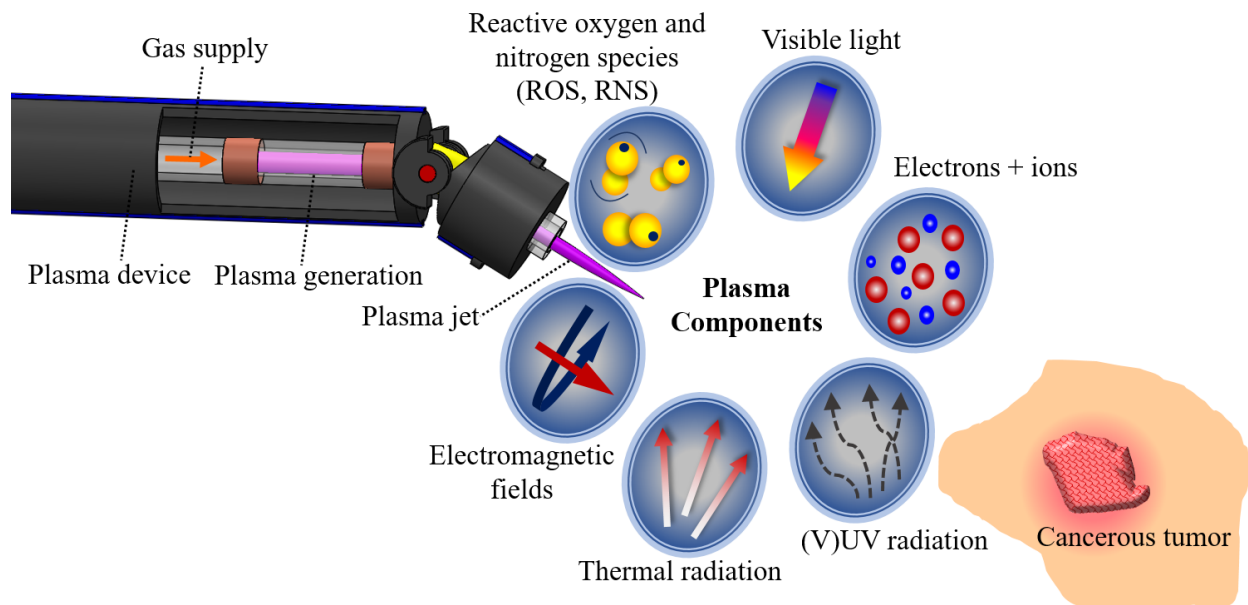 Gas supply
Reactive oxygen and
nitrogen species
(ROS, RNS)
Visible light
Electrons + ions
Plasma device
Plasma generation
Plasma jet
Plasma
Components
Electromagnetic
fields
Thermal radiation
(V)UV radiation
Cancerous tumor